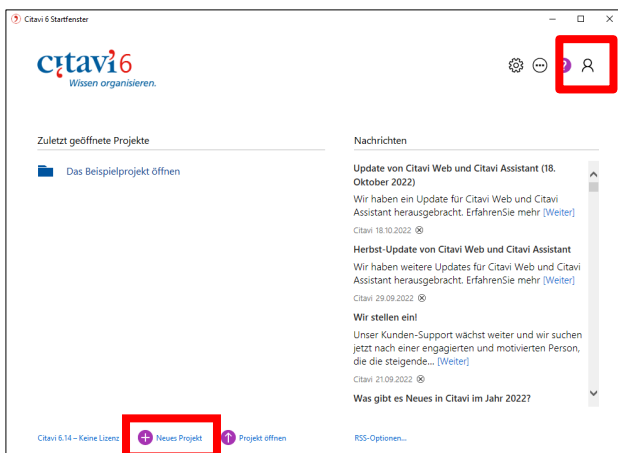 Citavi 6 Startfenster
citavi 6
Wissen organisieren.
?
Zuletzt geöffnete Projekte
Das Beispielprojekt öffnen
Nachrichten
Update von Citavi Web und Citavi Assistant (18.
Oktober 2022)
Wir haben ein Update für Citavi Web und Citavi
Assistant herausgebracht. ErfahrenSie mehr [Weiter]
Citavi 18.10.2022
Herbst-Update von Citavi Web und Citavi Assistant
Wir haben weitere Updates für Citavi Web und Citavi
Assistant herausgebracht. ErfahrenSie mehr [Weiter]
Citavi 29.09.2022
Wir stellen ein!
Unser Kunden-Support wächst weiter und wir suchen
jetzt nach einer engagierten und motivierten Person,
die die steigende... [Weiter]
Citavi 21.09.2022
Was gibt es Neues in Citavi im Jahr 2022?
Citavi 6.14 – Keine Lizenz
Neues Projekt
Projekt öffnen
RSS-Optionen...